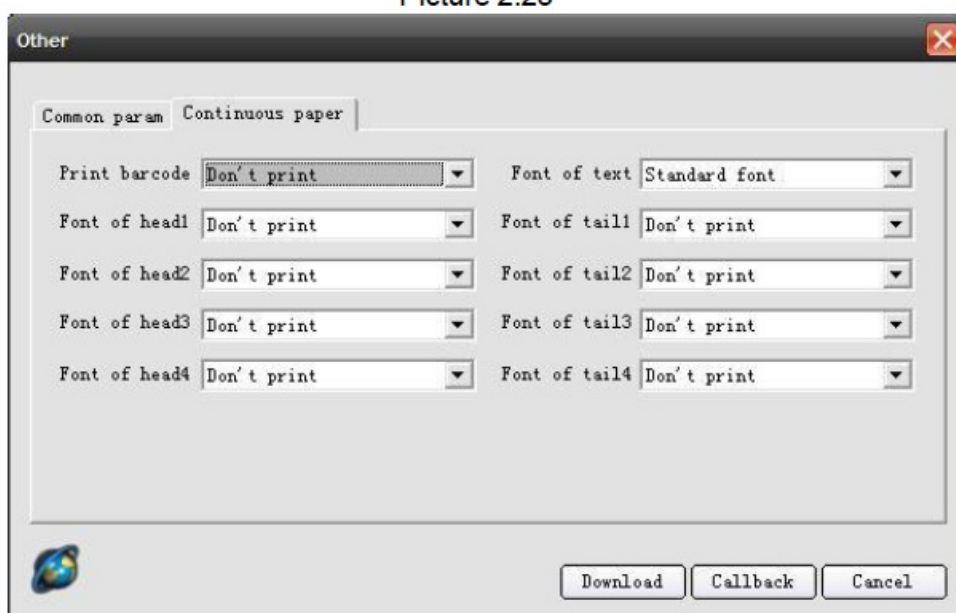 Other
Common param Continuous paper
Print barcode Don't print Font of text Standard font
Font of head1 Don't print Font of tail1 Don't print
Font of head2 Don't print Font of tail2 Don't print
Font of head3 Don't print Font of tail3 Don't print
Font of head4 Don't print Font of tail4 Don't print
Download Callback Cancel